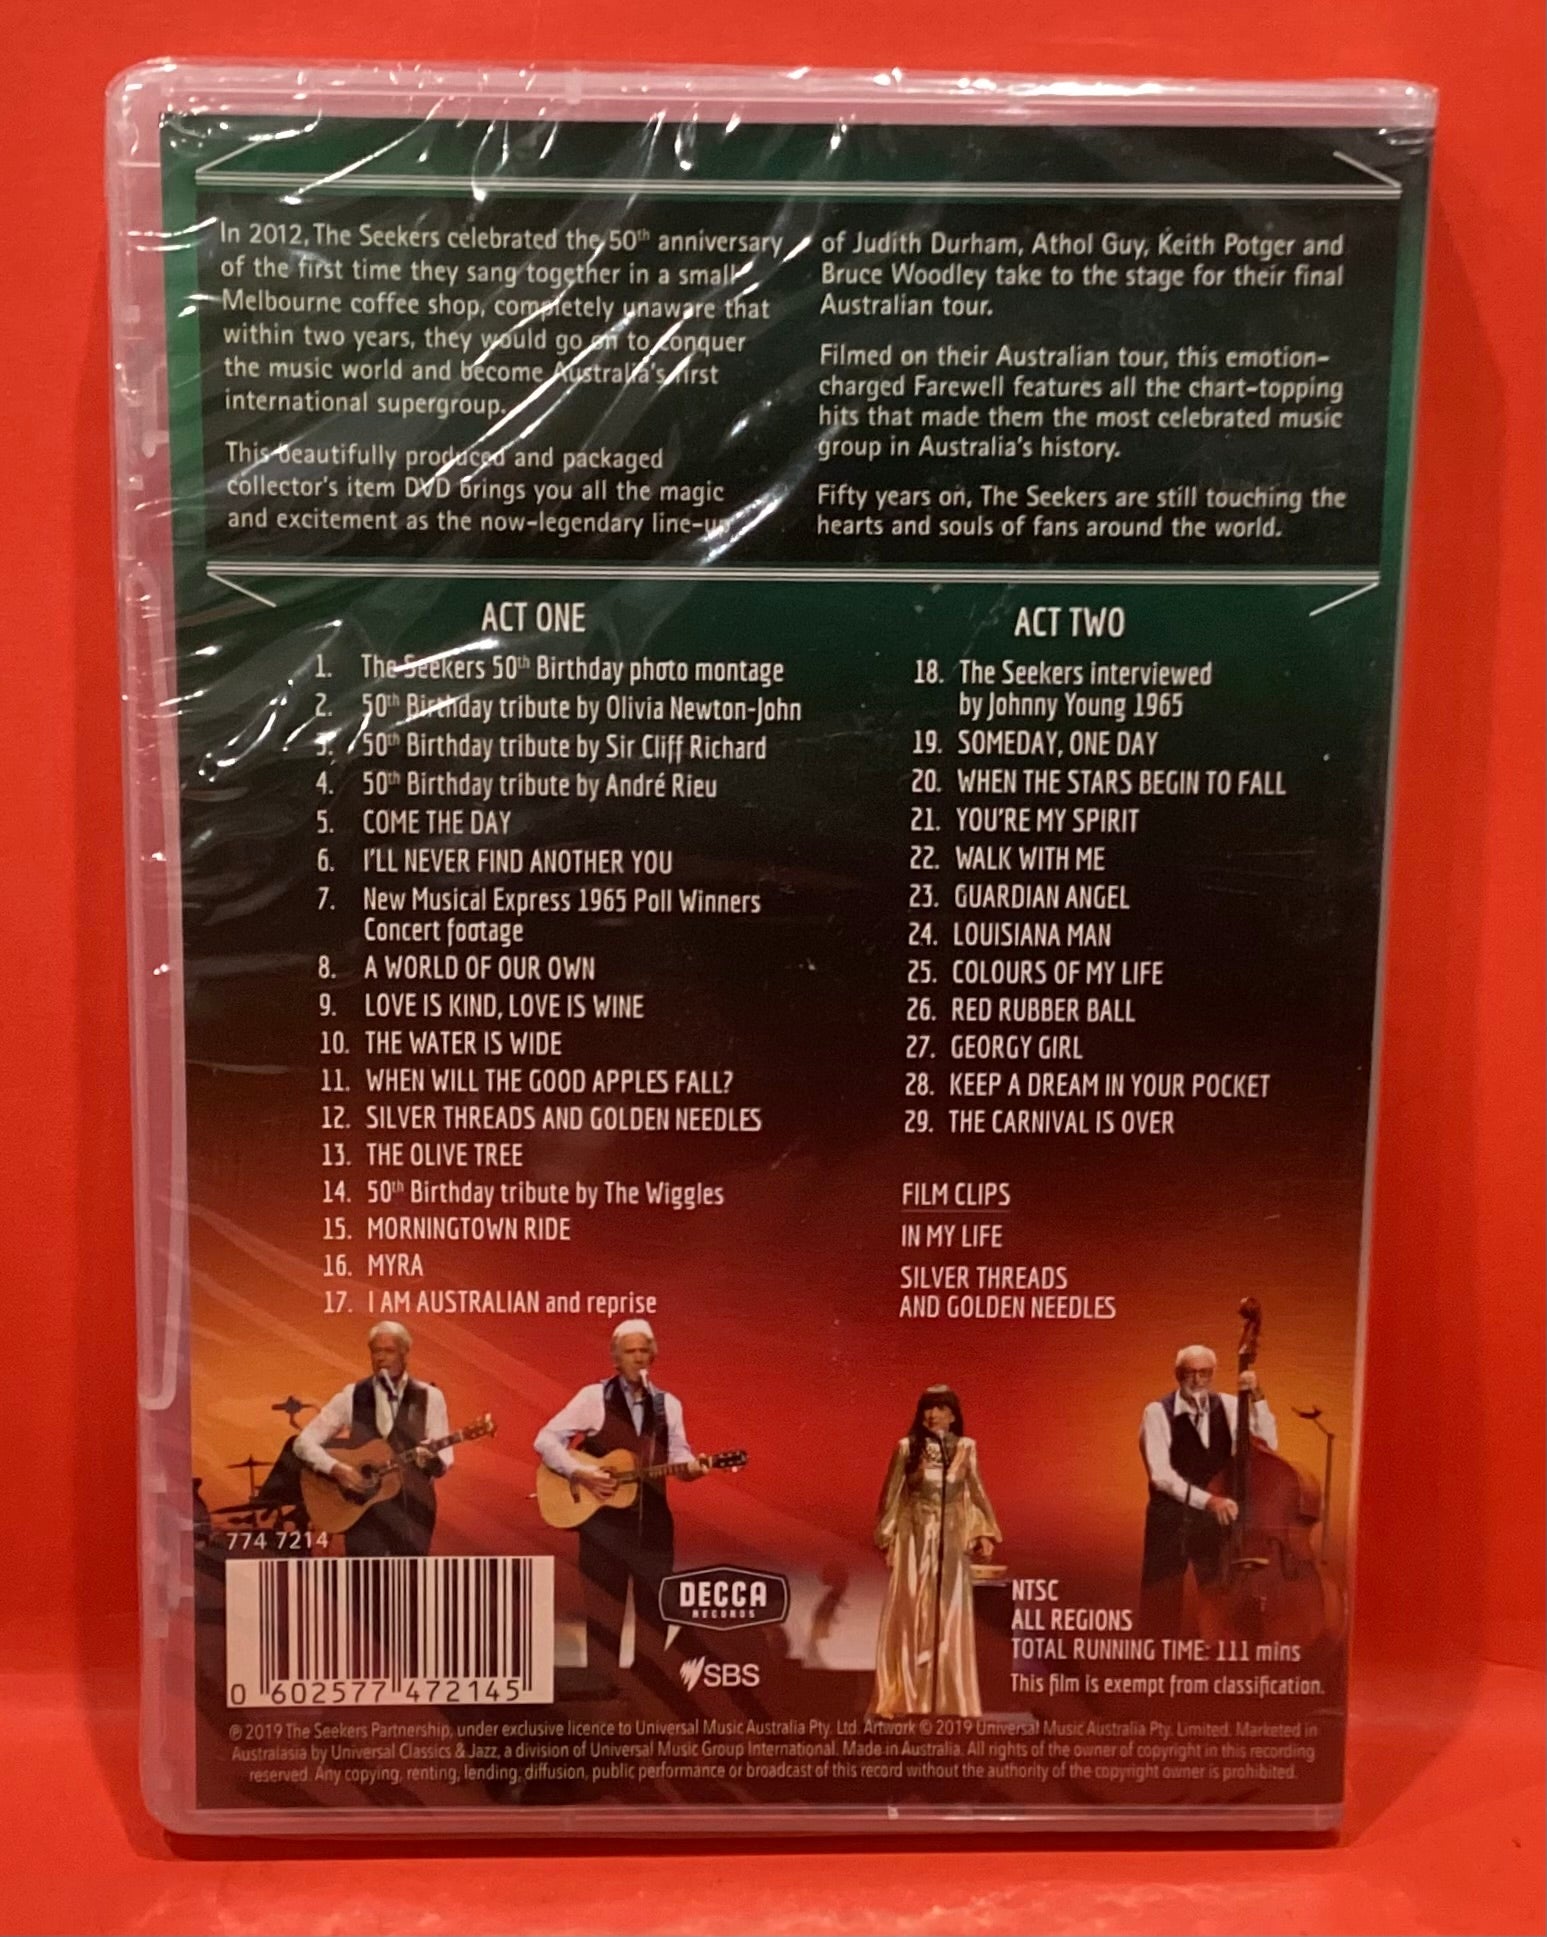 In 2012, The Seekers celebrated the 50th anniversary
of the first time they sang together in a small
Melbourne coffee shop, completely unaware that
within two years, they would go on to conquer
the music world and become Australia's first
international supergroup.
This beautifully produced and packaged
collector's item DVD brings you all the magic
and excitement as the now-legendary line-up
of Judith Durham, Athol Guy, Keith Potger and
Bruce Woodley take to the stage for their final
Australian tour.
Filmed on their Australian tour, this emotion-
charged Farewell features all the chart-topping
hits that made them the most celebrated music
group in Australia's history.
Fifty years on, The Seekers are still touching the
hearts and souls of fans around the world.
ACT ONE
1. The Seekers 50th Birthday photo montage
2. 50th Birthday tribute by Olivia Newton-John
3. 50th Birthday tribute by Sir Cliff Richard
4. 50th Birthday tribute by André Rieu
5. COME THE DAY
6. I'LL NEVER FIND ANOTHER YOU
7. New Musical Express 1965 Poll Winners
Concert footage
8. A WORLD OF OUR OWN
9. LOVE IS KIND, LOVE IS WINE
10. THE WATER IS WIDE
11. WHEN WILL THE GOOD APPLES FALL?
12. SILVER THREADS AND GOLDEN NEEDLES
13. THE OLIVE TREE
14. 50th Birthday tribute by The Wiggles
15. MORNINGTOWN RIDE
16. MYRA
17. I AM AUSTRALIAN and reprise
ACT TWO
18. The Seekers interviewed
by Johnny Young 1965
19. SOMEDAY, ONE DAY
20. WHEN THE STARS BEGIN TO FALL
21. YOU'RE MY SPIRIT
22. WALK WITH ME
23. GUARDIAN ANGEL
24. LOUISIANA MAN
25. COLOURS OF MY LIFE
26. RED RUBBER BALL
27. GEORGY GIRL
28. KEEP A DREAM IN YOUR POCKET
29. THE CARNIVAL IS OVER
FILM CLIPS
IN MY LIFE
SILVER THREADS
AND GOLDEN NEEDLES
774 7214
0 602577 472145
DECCA
RECORDS
SBS
NTSC
ALL REGIONS
TOTAL RUNNING TIME: 111 mins
This film is exempt from classification.
℗ 2019 The Seekers Partnership, under exclusive licence to Universal Music Australia Pty. Ltd. Artwork © 2019 Universal Music Australia Pty. Limited. Marketed in
Australasia by Universal Classics & Jazz, a division of Universal Music Group International. Made in Australia. All rights of the owner of copyright in this recording
reserved. Any copying, renting, lending, diffusion, public performance or broadcast of this record without the authority of the copyright owner is prohibited.